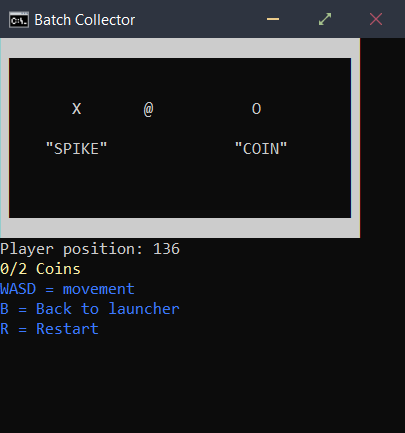 Batch Collector
X @ O
"SPIKE" "COIN"
Player position: 136
0/2 Coins
WASD = movement
B = Back to launcher
R = Restart